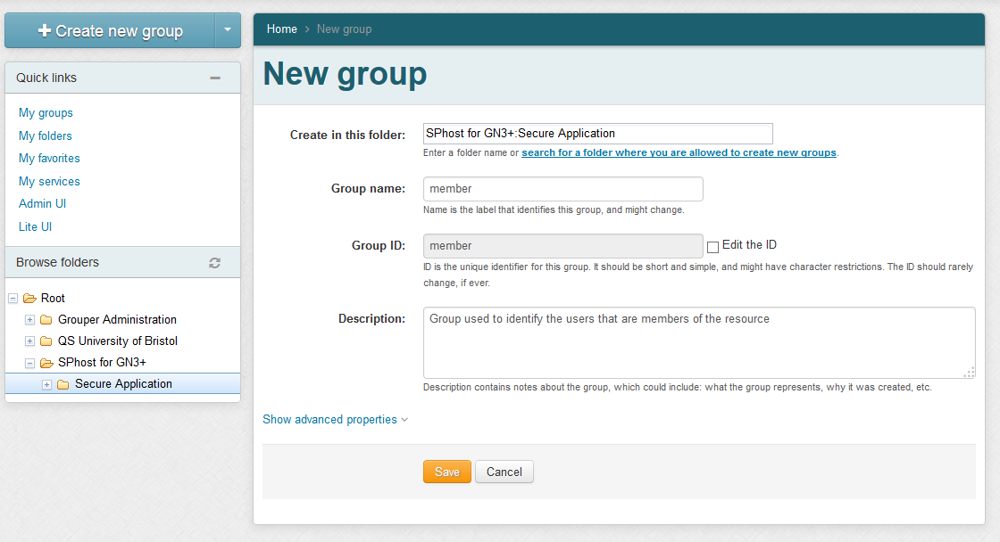 Create new group
Quick links
My groups
My folders
My favorites
My services
Admin UI
Lite UI
Browse folders
Root
Grouper Administration
QS University of Bristol
SPhost for GN3+
Secure Application
Home › New group
New group
Create in this folder: SPhost for GN3+:Secure Application
Enter a folder name or search for a folder where you are allowed to create new groups.
Group name: member
Name is the label that identifies this group, and might change.
Group ID: member Edit the ID
ID is the unique identifier for this group. It should be short and simple, and might have character restrictions. The ID should rarely
change, if ever.
Description: Group used to identify the users that are members of the resource
Description contains notes about the group, which could include: what the group represents, why it was created, etc.
Show advanced properties
Save Cancel